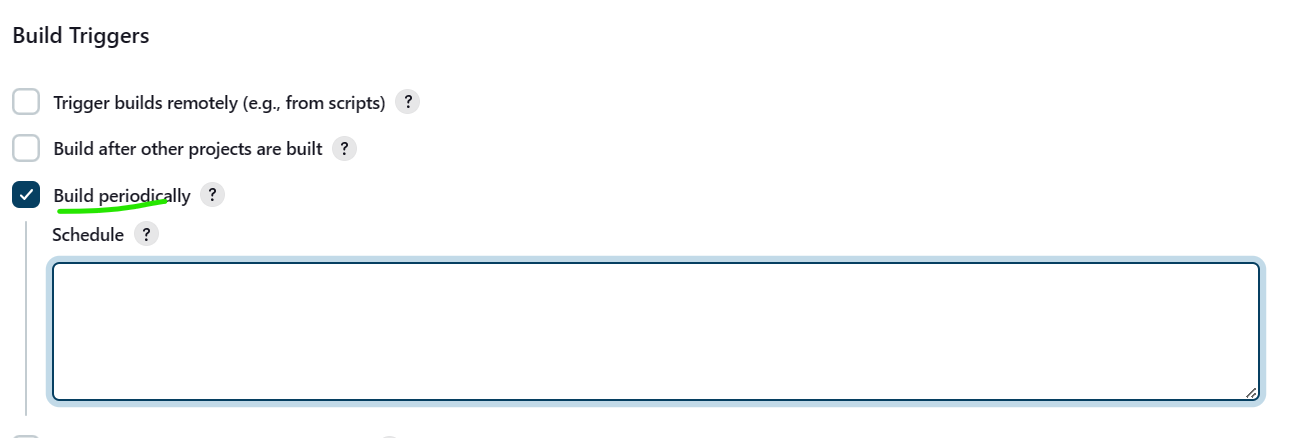 Build Triggers
Trigger builds remotely (e.g., from scripts) ?
Build after other projects are built ?
Build periodically ?
Schedule ?